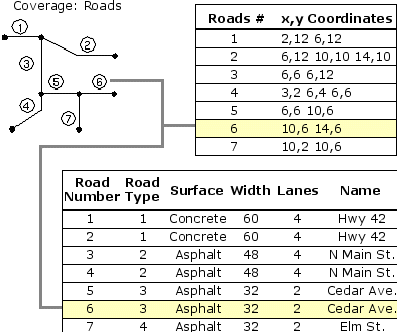 Coverage: Roads
1
2
3
4
5
6
7
Roads # x,y Coordinates
1 2,12 6,12
2 6,12 10,10 14,10
3 6,6 6,12
4 3,2 6,4 6,6
5 6,6 10,6
6 10,6 14,6
7 10,2 10,6
Road Number Road Type Surface Width Lanes Name
1 1 Concrete 60 4 Hwy 42
2 1 Concrete 60 4 Hwy 42
3 2 Asphalt 48 4 N Main St.
4 2 Asphalt 48 4 N Main St.
5 3 Asphalt 32 2 Cedar Ave.
6 3 Asphalt 32 2 Cedar Ave.
7 4 Asphalt 32 2 Elm St.